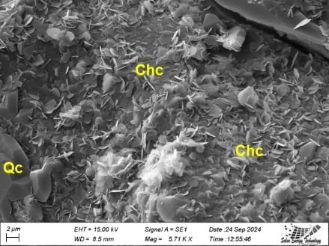 Chc
Chc
Qc
2 µm
EHT = 15.00 kV
Signal A = SE1
Date :24 Sep 2024
WD = 8.5 mm
Mag = 5.71 K X
Time :12:55:46